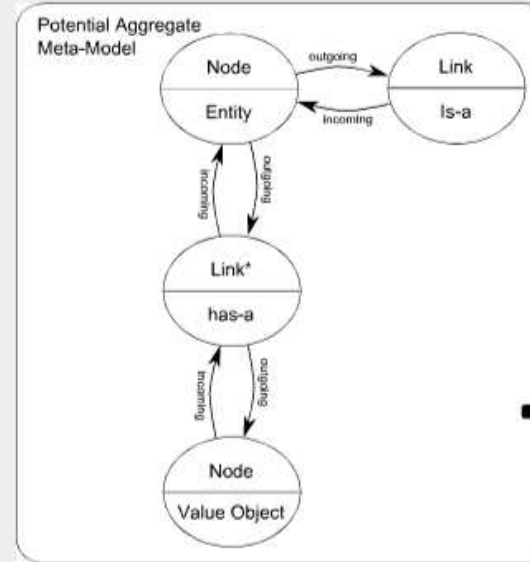 Potential Aggregate
Meta-Model
Node
Entity
outgoing
Link
Is-a
incoming
incoming
outgoing
Link*
has-a
incoming
outgoing
Node
Value Object